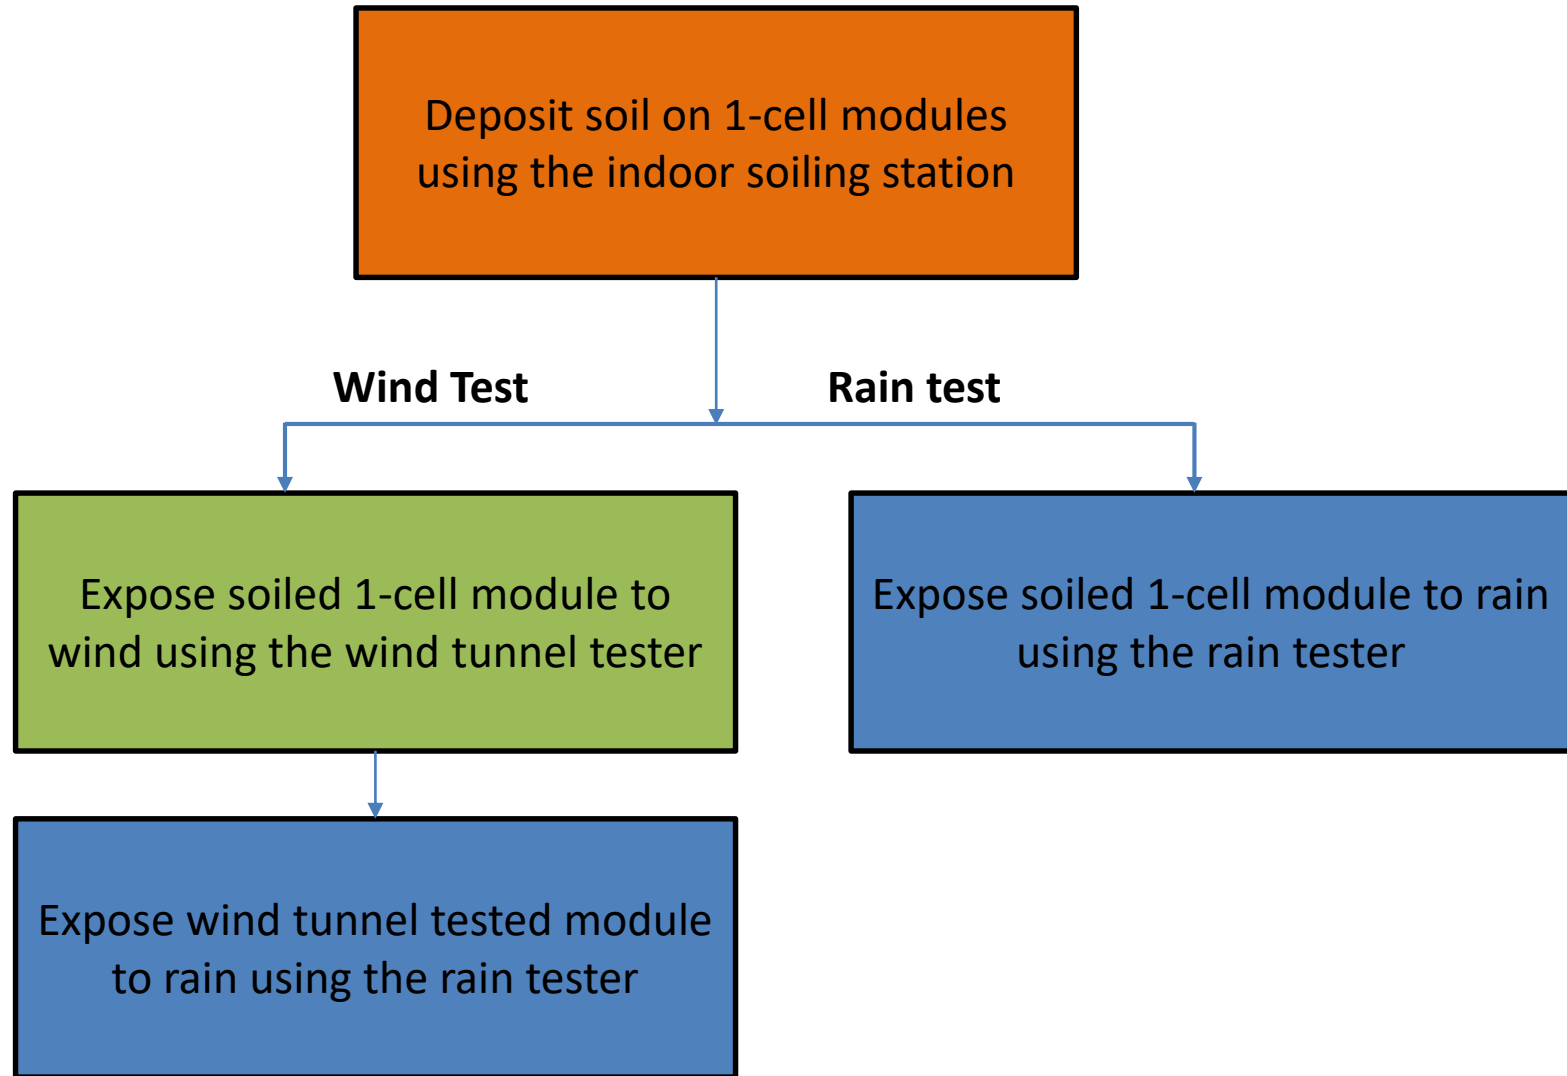 Deposit soil on 1-cell modules
using the indoor soiling station
Wind Test
Rain test
Expose soiled 1-cell module to
wind using the wind tunnel tester
Expose soiled 1-cell module to rain
using the rain tester
Expose wind tunnel tested module
to rain using the rain tester